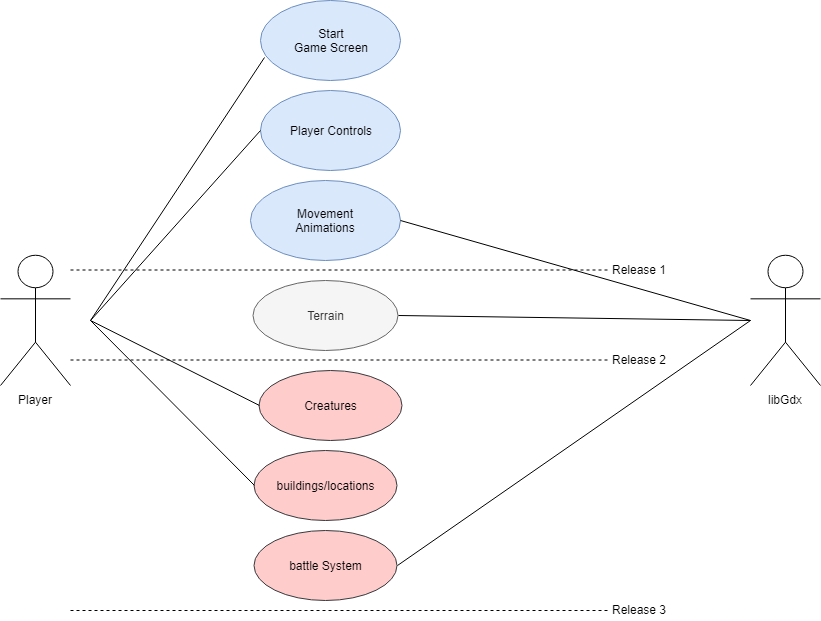 Start
Game Screen
Player Controls
Movement
Animations
Release 1
Terrain
Release 2
Player
libGdx
Creatures
buildings/locations
battle System
Release 3